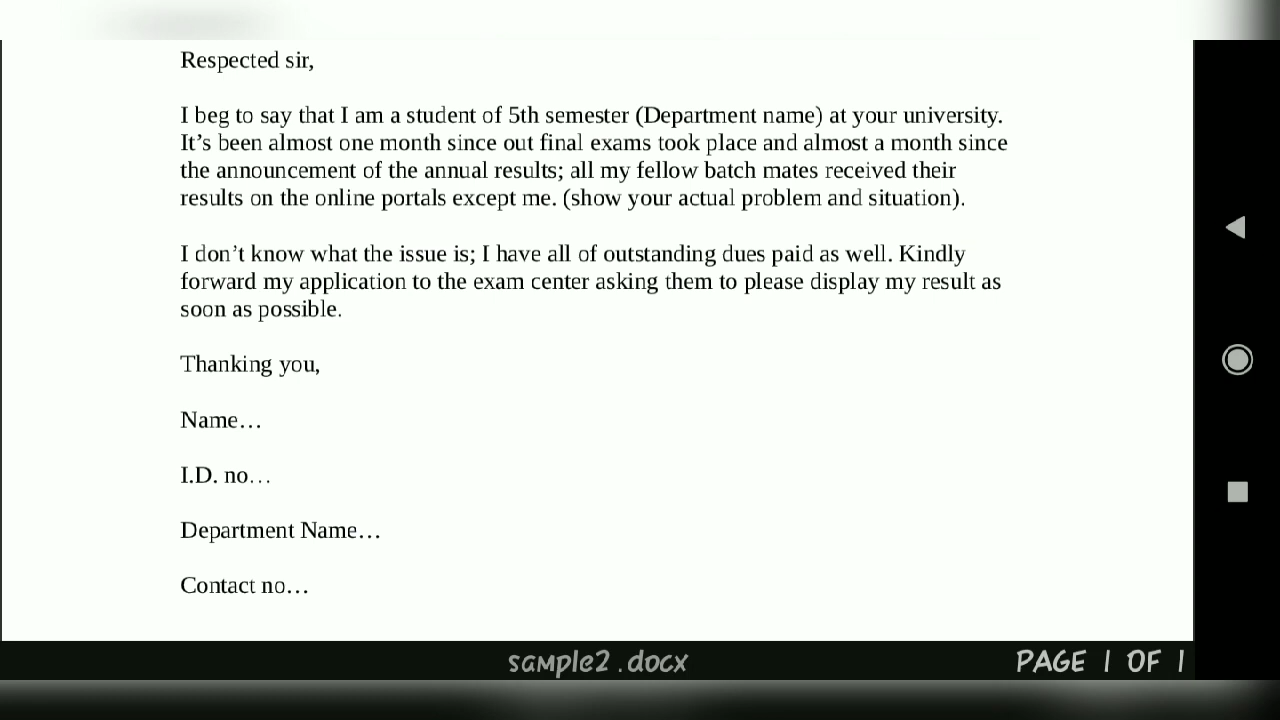 Respected sir,
I beg to say that I am a student of 5th semester (Department name) at your university.
It’s been almost one month since out final exams took place and almost a month since
the announcement of the annual results; all my fellow batch mates received their
results on the online portals except me. (show your actual problem and situation).
I don’t know what the issue is; I have all of outstanding dues paid as well. Kindly
forward my application to the exam center asking them to please display my result as
soon as possible.
Thanking you,
Name…
I.D. no…
Department Name…
Contact no…
sample2.docx
PAGE 1 OF 1